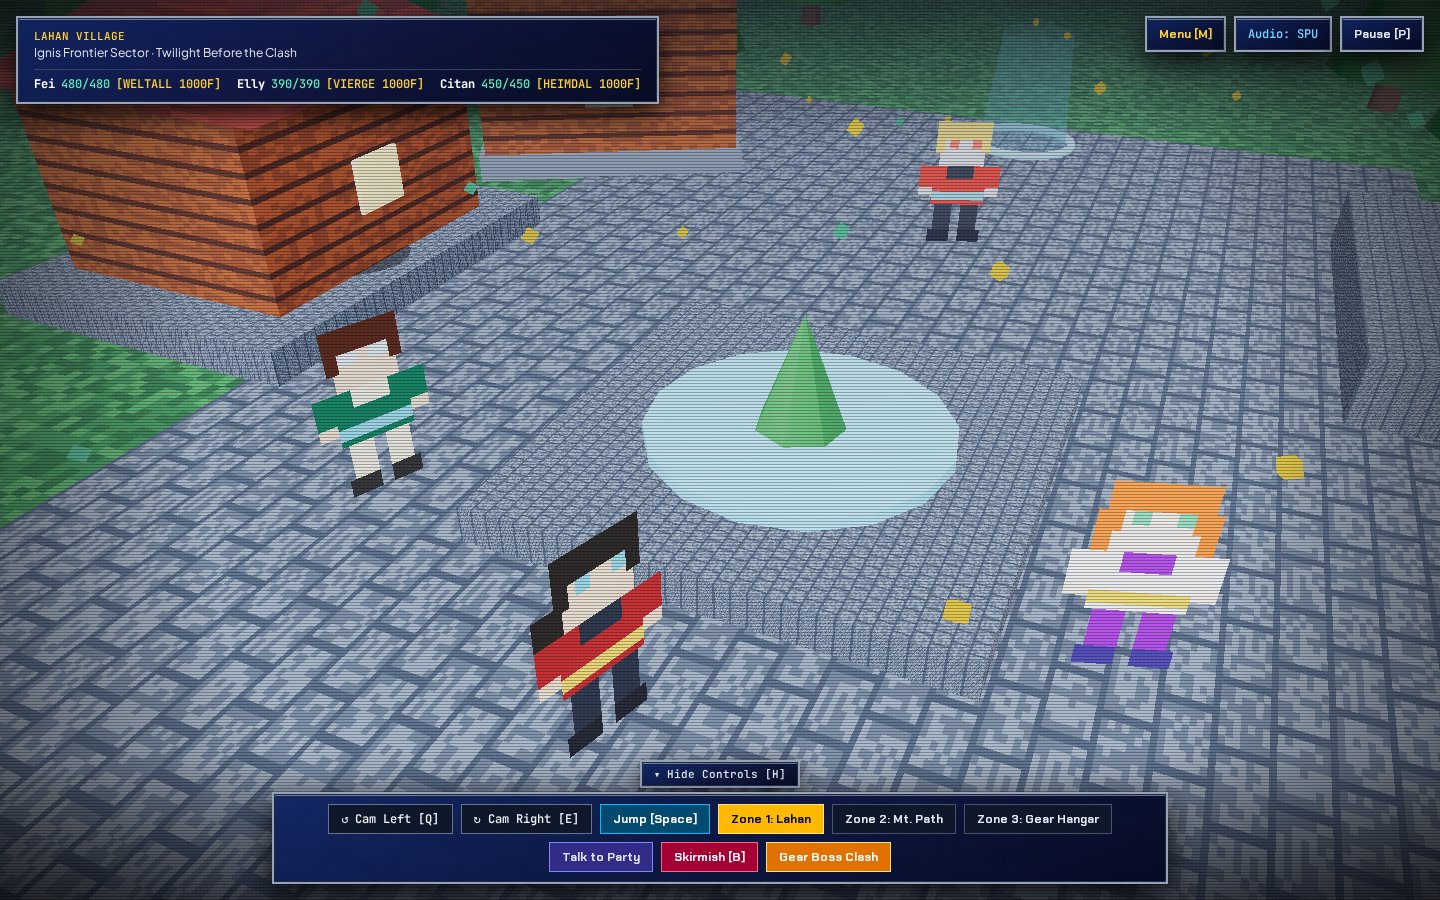 LAHAN VILLAGE
Ignis Frontier Sector · Twilight Before the Clash
Fei 480/480 [WELTALL 1000F] Elly 390/390 [VIERGE 1000F] Citan 450/450 [HEIMDAL 1000F]
Menu [M] Audio: SPU Pause [P]
▾ Hide Controls [H]
↺ Cam Left [Q] ↻ Cam Right [E] Jump [Space] Zone 1: Lahan Zone 2: Mt. Path Zone 3: Gear Hangar
Talk to Party Skirmish [B] Gear Boss Clash